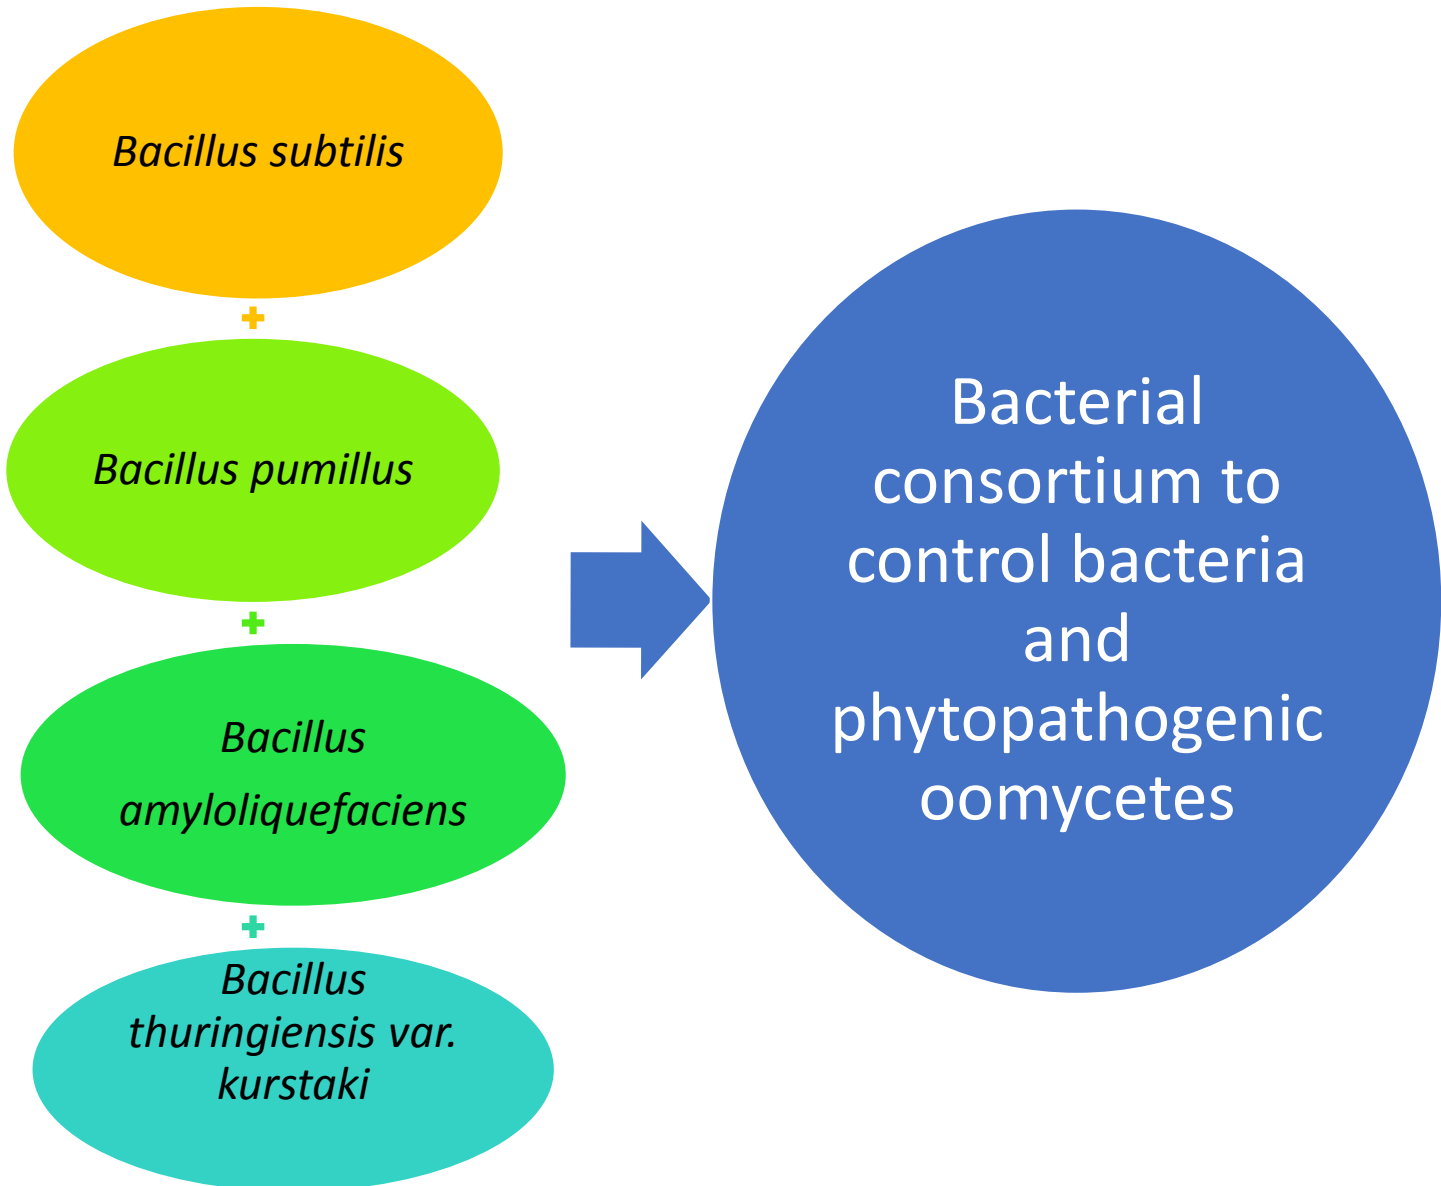 Bacillus subtilis
Bacillus pumillus
Bacillus
amyloliquefaciens
Bacillus
thuringiensis var.
kurstaki
Bacterial
consortium to
control bacteria
and
phytopathogenic
oomycetes